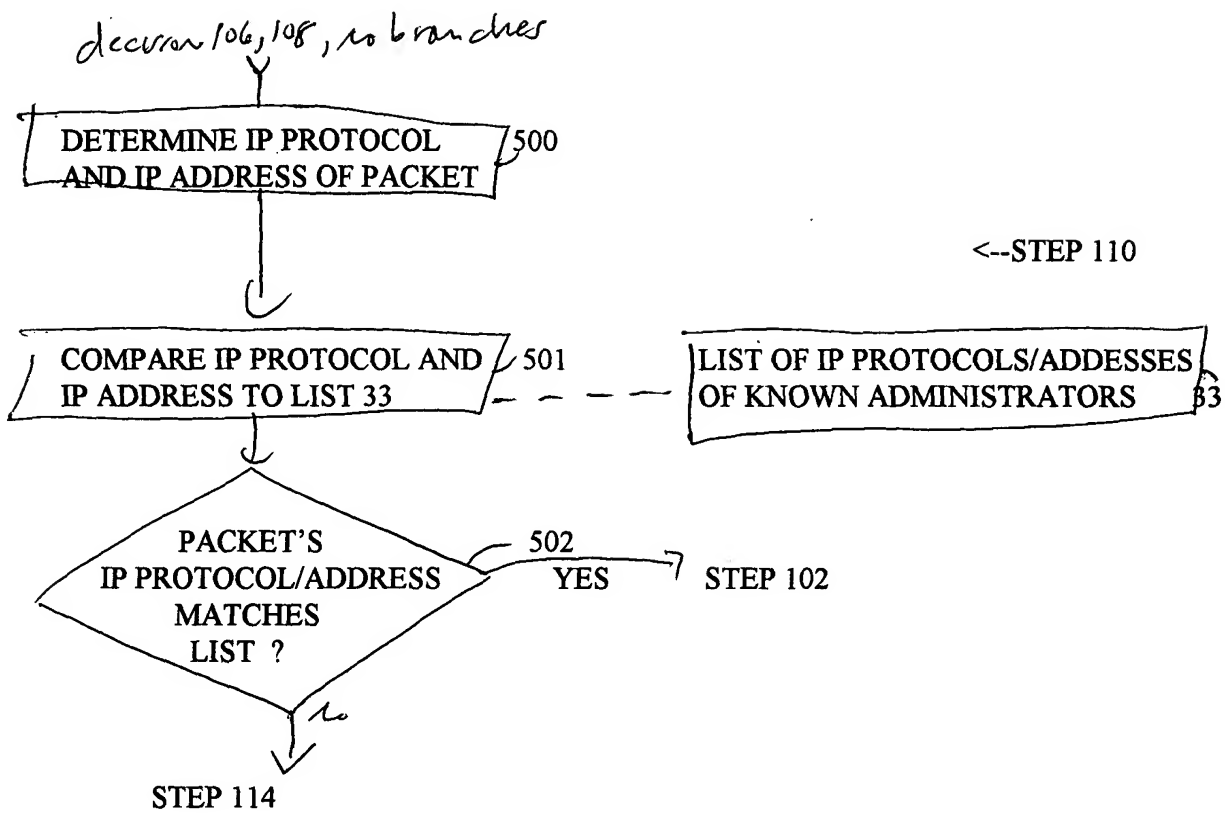 decision 106, 108, no branches
DETERMINE IP PROTOCOL
AND IP ADDRESS OF PACKET
500
<--STEP 110
COMPARE IP PROTOCOL AND
IP ADDRESS TO LIST 33
501
LIST OF IP PROTOCOLS/ADDESSES
OF KNOWN ADMINISTRATORS
33
PACKET'S
IP PROTOCOL/ADDRESS
MATCHES
LIST ?
502
YES
STEP 102
no
STEP 114